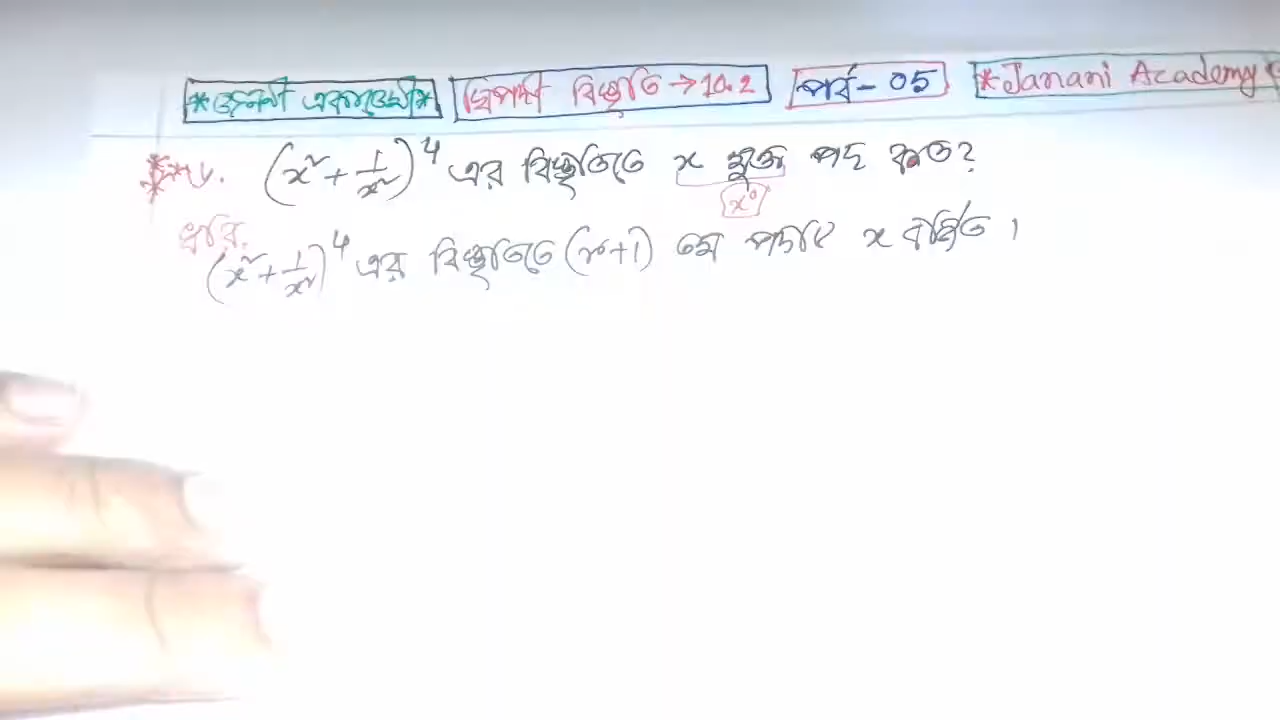 *জননী একাডেমি* দ্বিপদী বিস্তৃতি → 10.2 পর্ব - 05 *Janani Academy
***১. (x² + 1/x²)⁴ এর বিস্তৃতিতে x মুক্ত পদ কত?
x⁰
ধরি,
(x² + 1/x²)⁴ এর বিস্তৃতিতে (r+1) তম পদটি x বর্জিত।